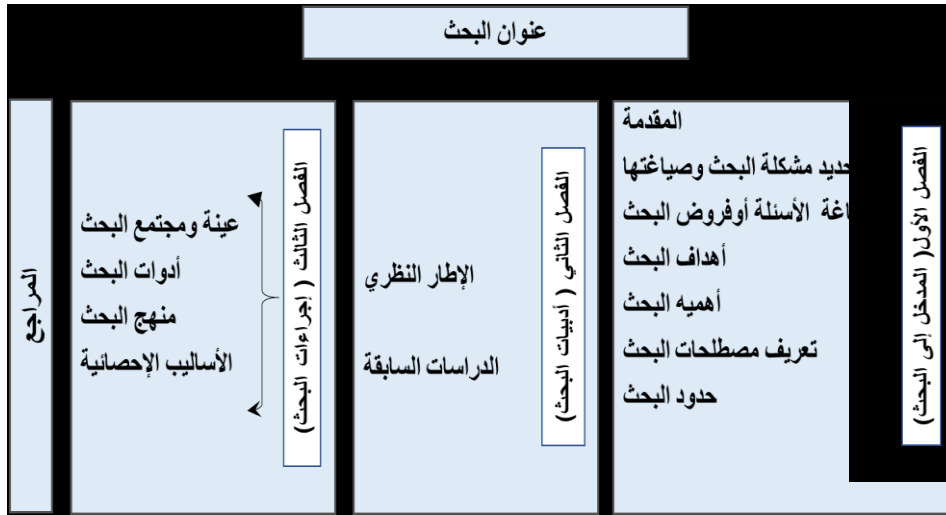 عنوان البحث
الفصل الأول( المدخل الى البحث)
المقدمة
حديد مشكلة البحث وصياغتها
اغة الأسئلة أوفروض البحث
أهداف البحث
أهميه البحث
تعريف مصطلحات البحث
حدود البحث
الفصل الثاني ( أدبيات البحث)
الإطار النظري
الدراسات السابقة
الفصل الثالث ( إجراءات البحث)
عينة ومجتمع البحث
أدوات البحث
منهج البحث
الأساليب الإحصائية
المراجع